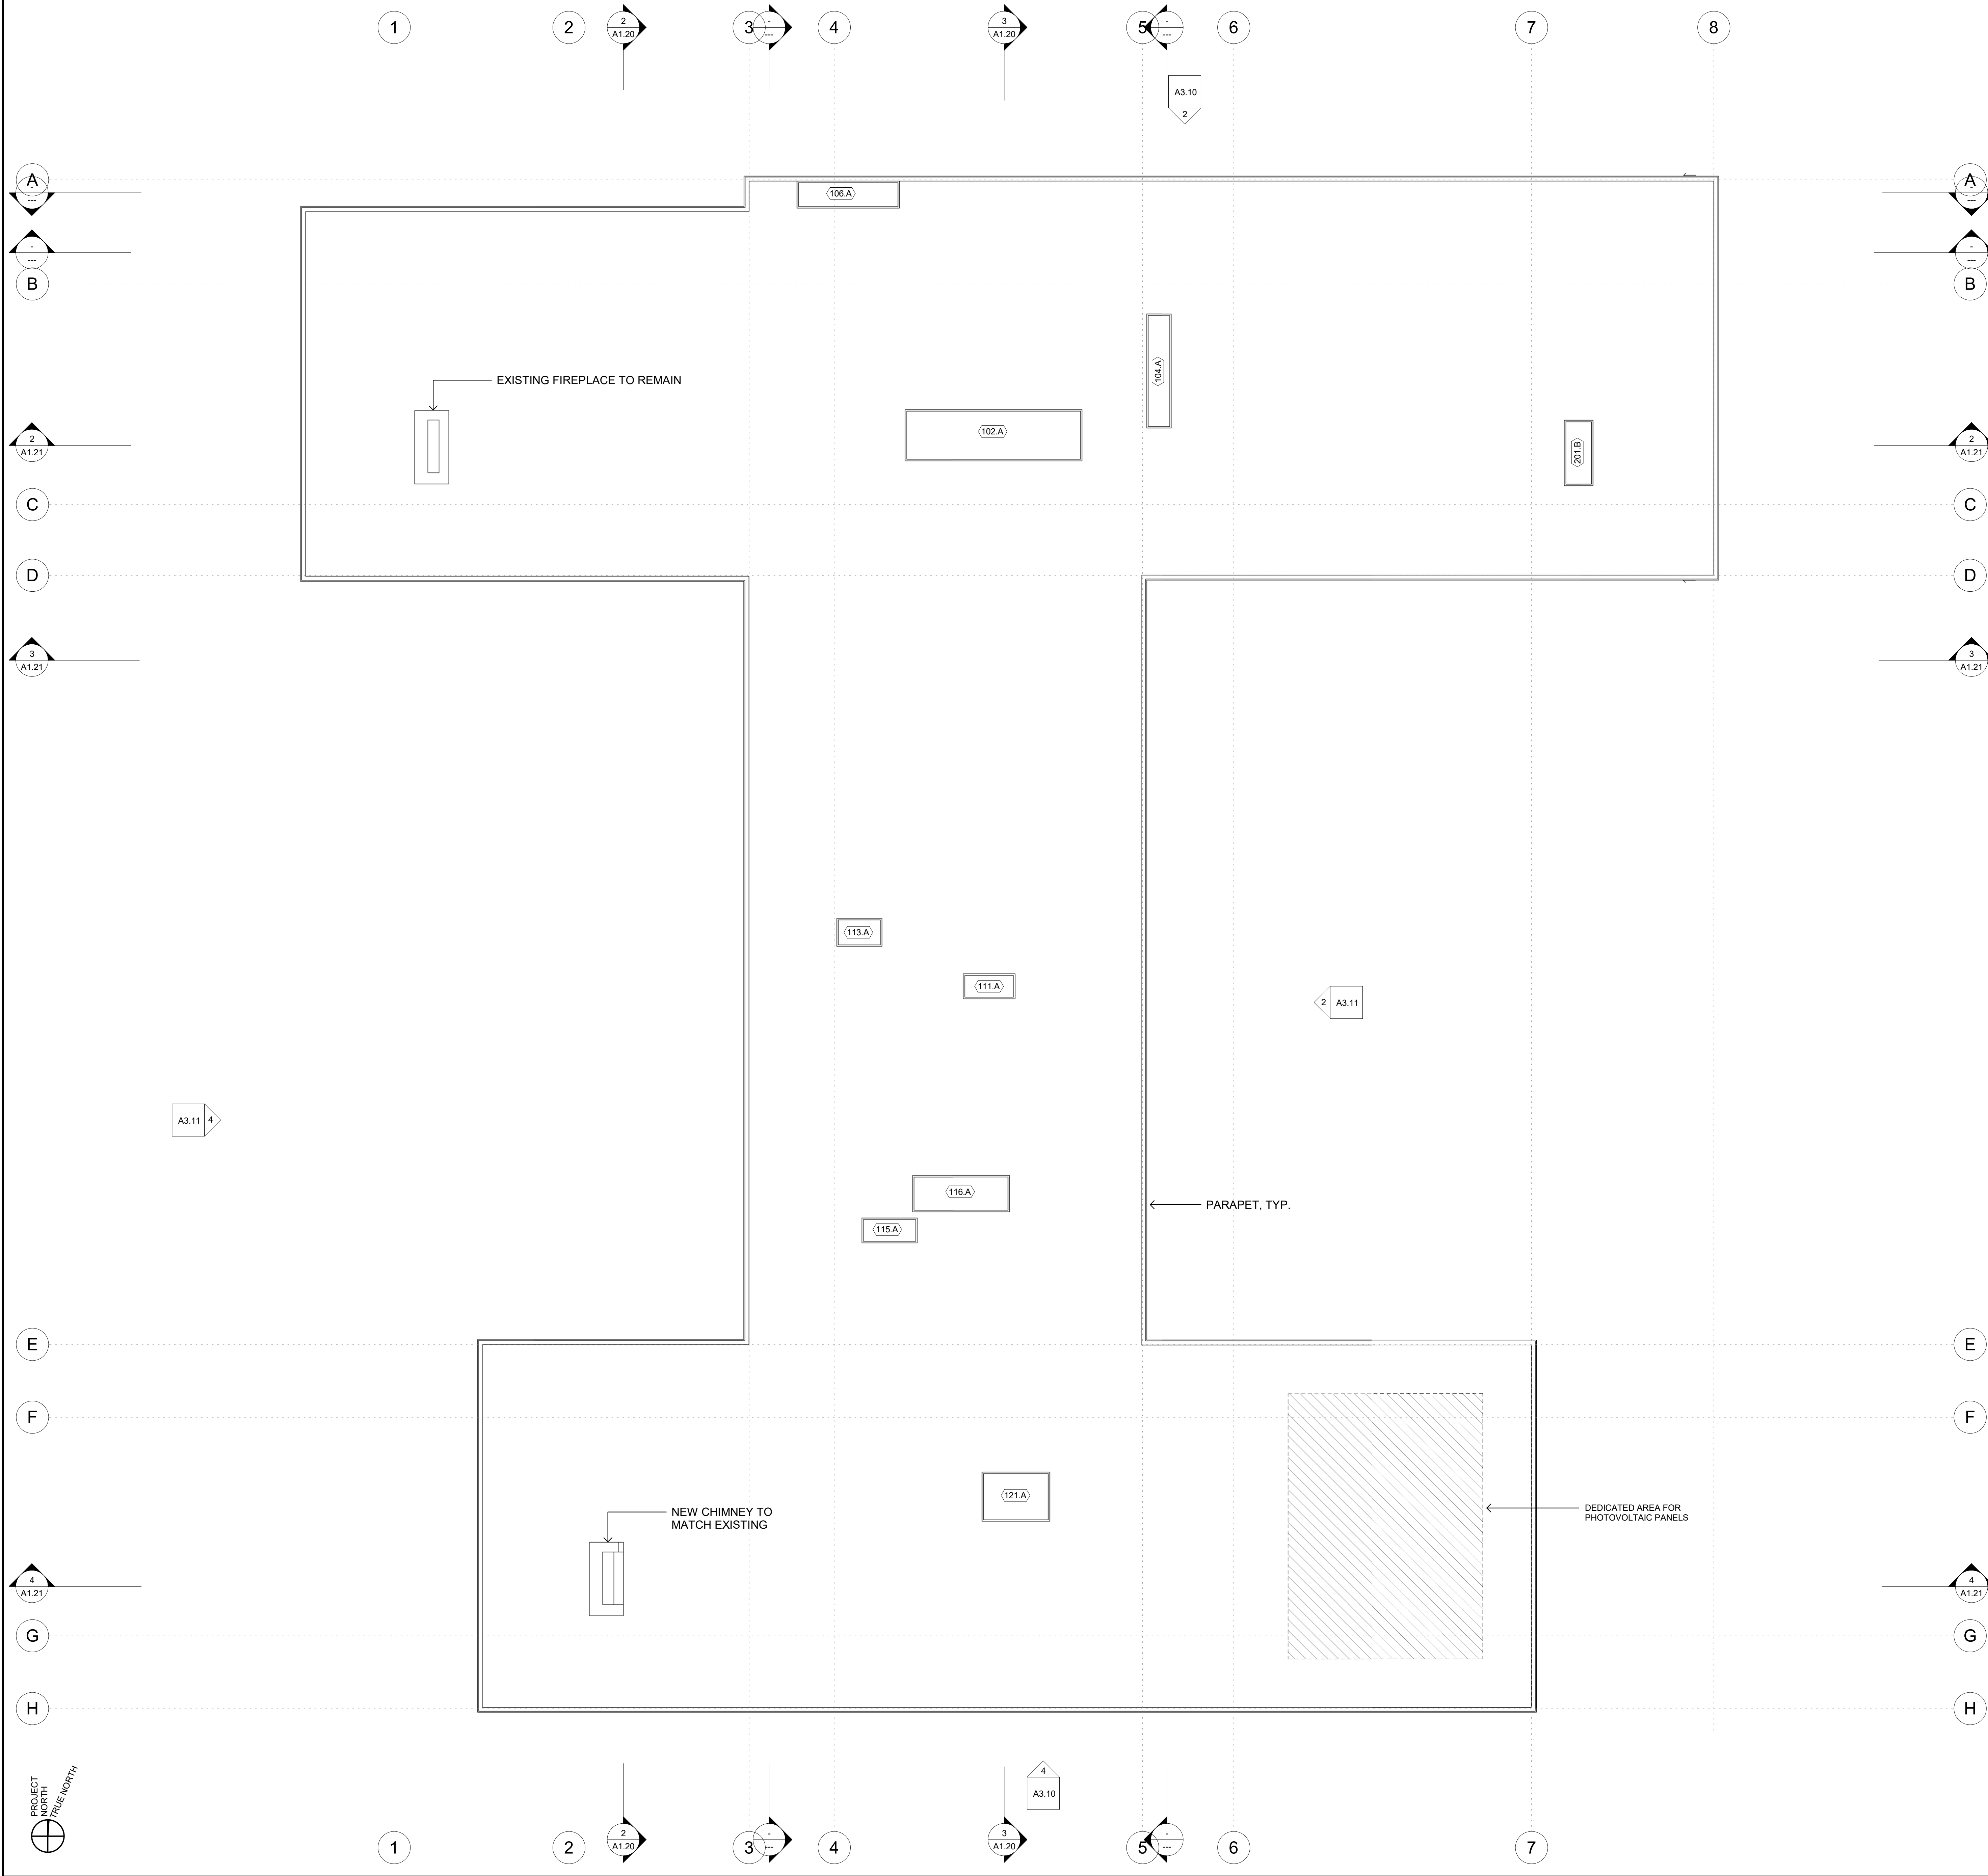 1
2
2
A1.20
3
-
---
4
3
A1.20
5
-
---
6
7
8
A3.10
2
A
-
---
A
-
---
106.A
-
---
-
---
B
B
104.A
EXISTING FIREPLACE TO REMAIN
102.A
2
A1.21
201.B
2
A1.21
C
C
D
D
3
A1.21
3
A1.21
113.A
111.A
2
A3.11
A3.11
4
116.A
PARAPET, TYP.
115.A
E
E
F
F
121.A
NEW CHIMNEY TO
MATCH EXISTING
DEDICATED AREA FOR
PHOTOVOLTAIC PANELS
4
A1.21
4
A1.21
G
G
H
H
PROJECT
NORTH
TRUE NORTH
4
A3.10
1
2
2
A1.20
3
-
---
4
3
A1.20
5
-
---
6
7